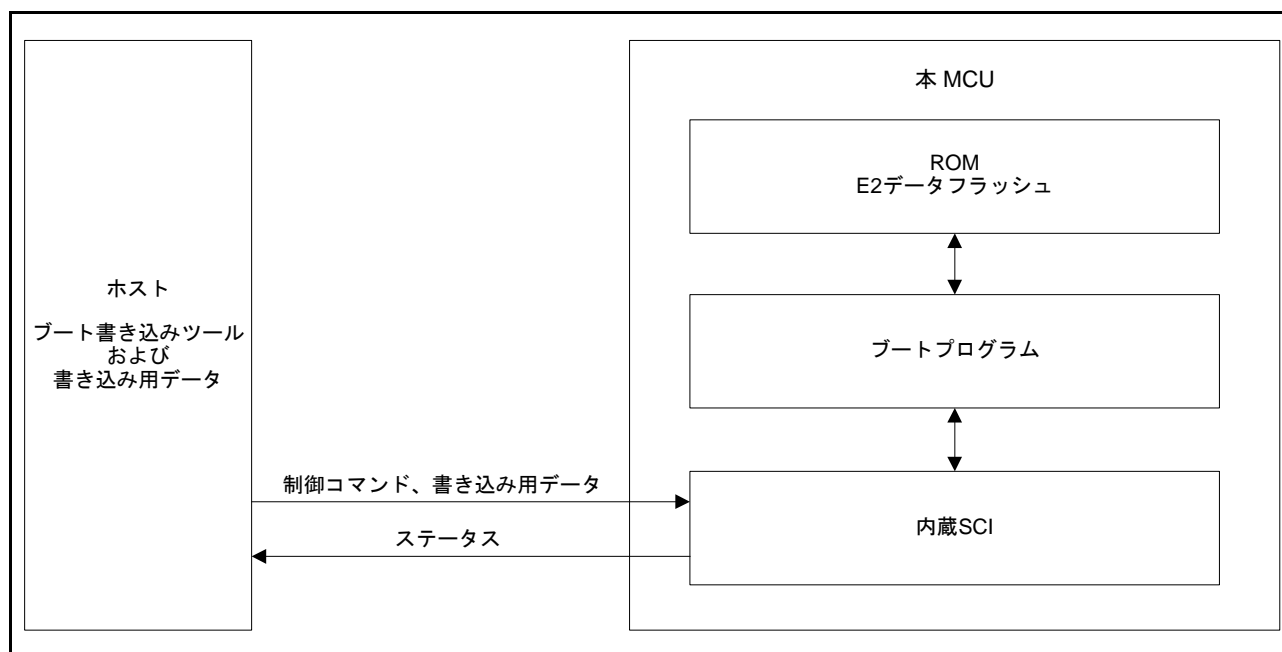 ホスト
ブート書き込みツール
および
書き込み用データ
制御コマンド、書き込み用データ
ステータス
本 MCU
ROM
E2データフラッシュ
ブートプログラム
内蔵SCI